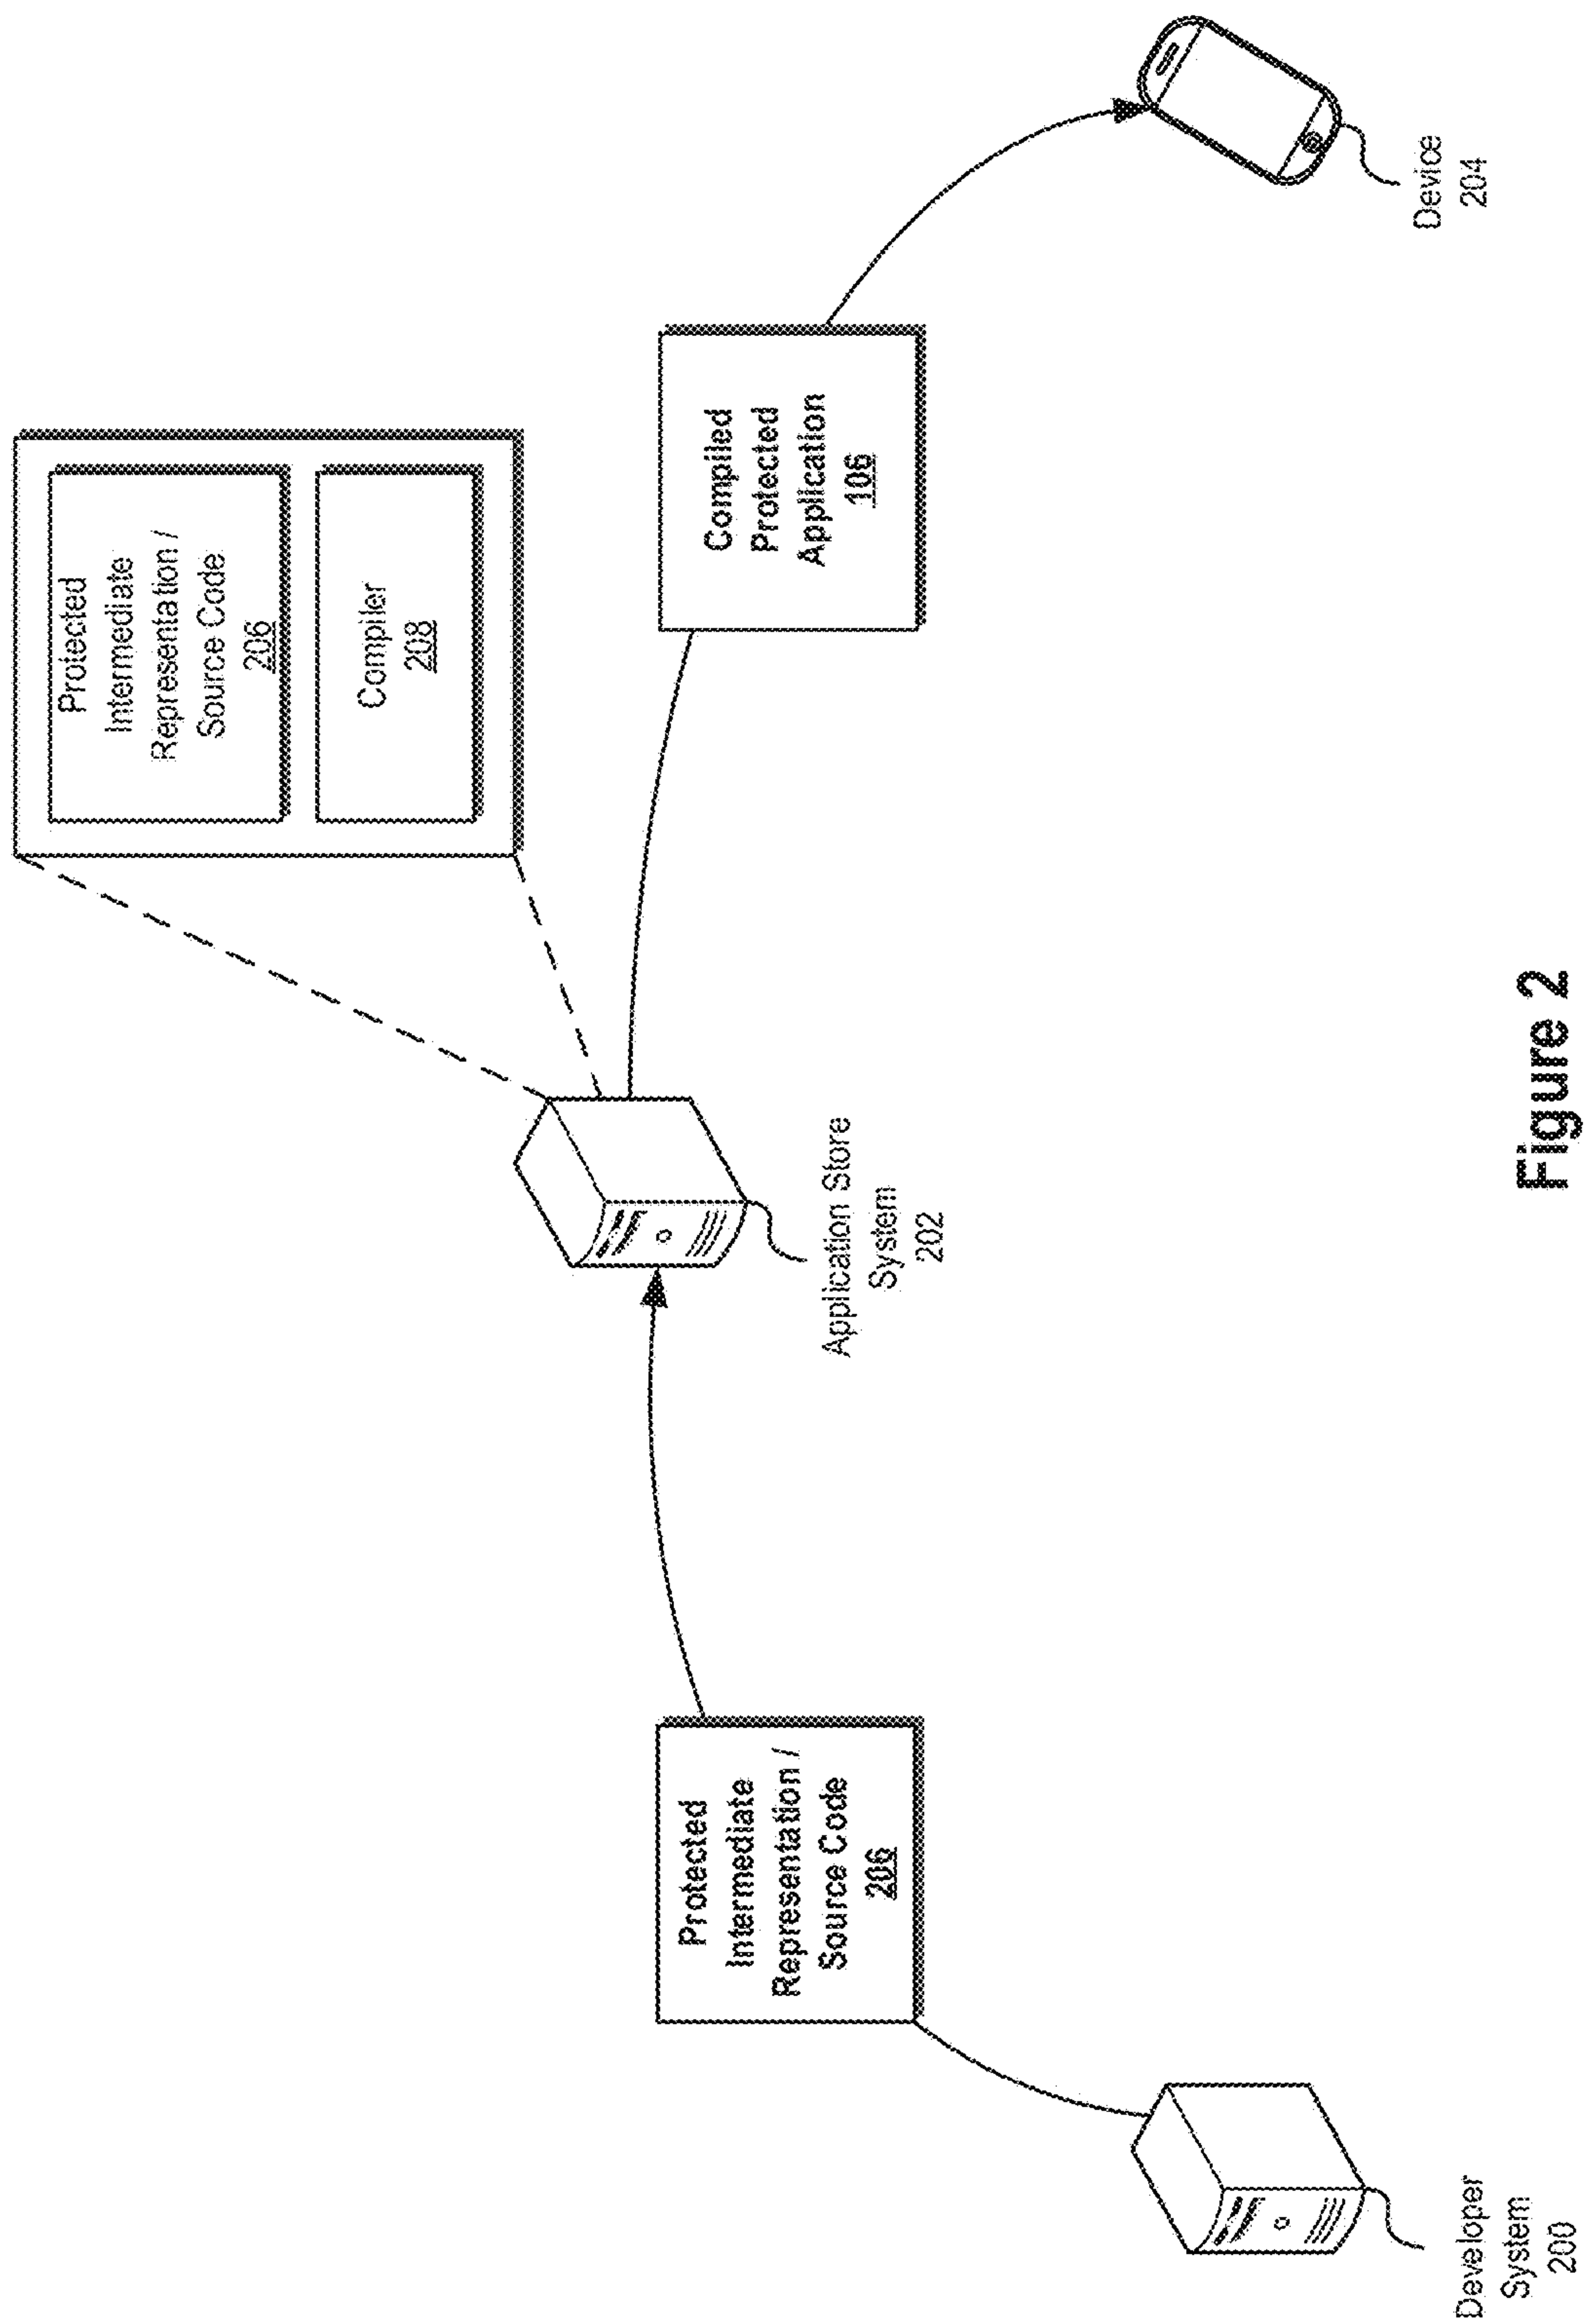 Protected
Intermediate
Representation /
Source Code
206
Compiler
208
Protected
Intermediate
Representation /
Source Code
206
Compiled
Protected
Application
106
Application Store
System
202
Developer
System
200
Device
204
Figure 2